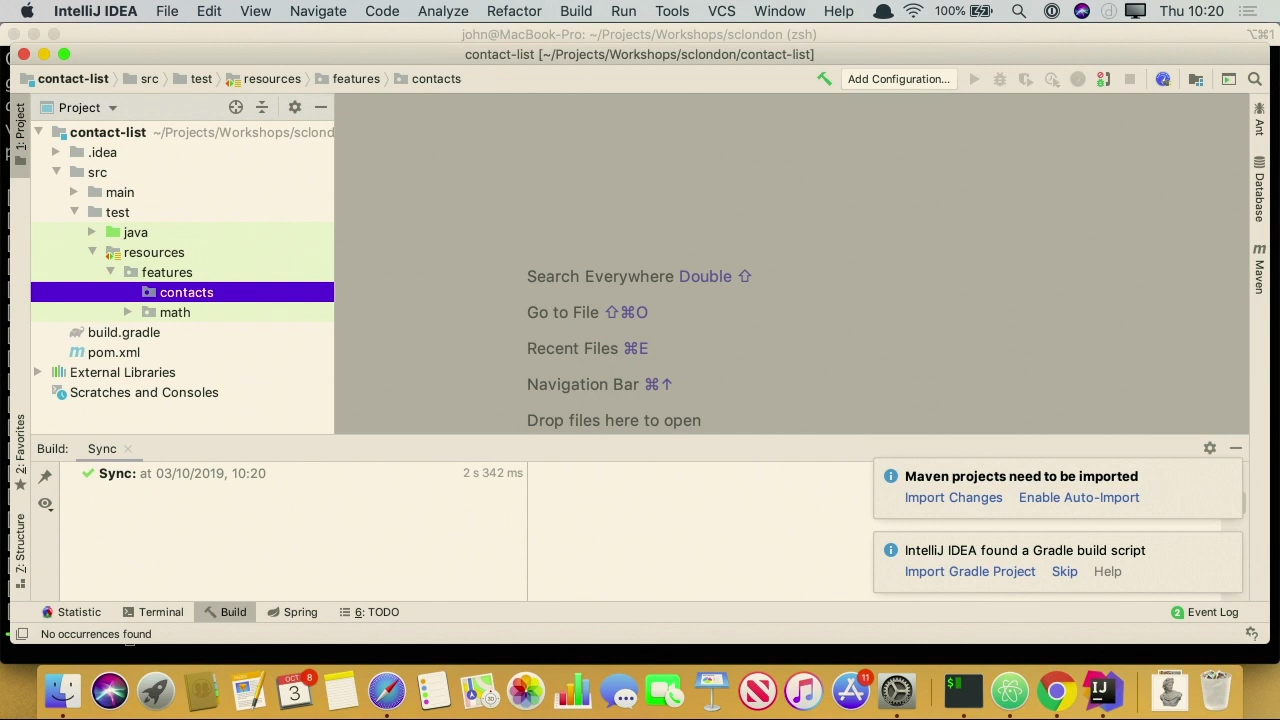 IntelliJ IDEA File Edit View Navigate Code Analyze Refactor Build Run Tools VCS Window Help 100% Thu 10:20
john@MacBook-Pro: ~/Projects/Workshops/sclondon (zsh) ⌥⌘1
contact-list [~/Projects/Workshops/sclondon/contact-list]
contact-list src test resources features contacts Add Configuration...
1: Project
Project
contact-list ~/Projects/Workshops/sclond
.idea
src
main
test
java
resources
features
contacts
math
build.gradle
pom.xml
External Libraries
Scratches and Consoles
Search Everywhere Double ⇧
Go to File ⇧⌘O
Recent Files ⌘E
Navigation Bar ⌘↑
Drop files here to open
Ant
Database
Maven
2: Favorites
Z: Structure
Build: Sync
Sync: at 03/10/2019, 10:20 2 s 342 ms
Maven projects need to be imported
Import Changes Enable Auto-Import
IntelliJ IDEA found a Gradle build script
Import Gradle Project Skip Help
Statistic Terminal Build Spring 6: TODO 2 Event Log
No occurrences found
OCT 3 8
11
$
IJ